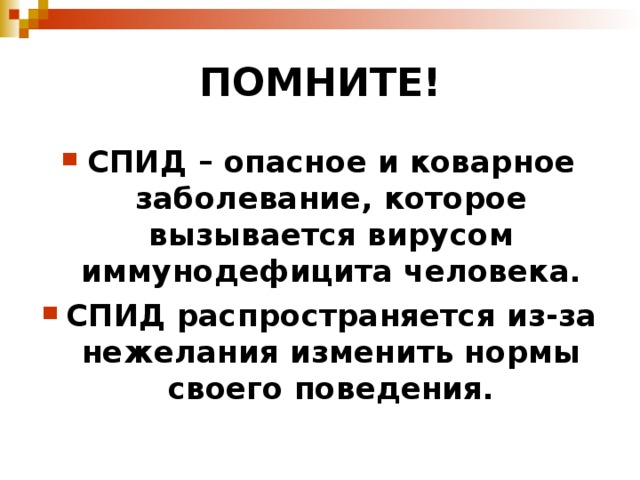 ПОМНИТЕ!
СПИД – опасное и коварное
заболевание, которое
вызывается вирусом
иммунодефицита человека.
СПИД распространяется из-за
нежелания изменить нормы
своего поведения.